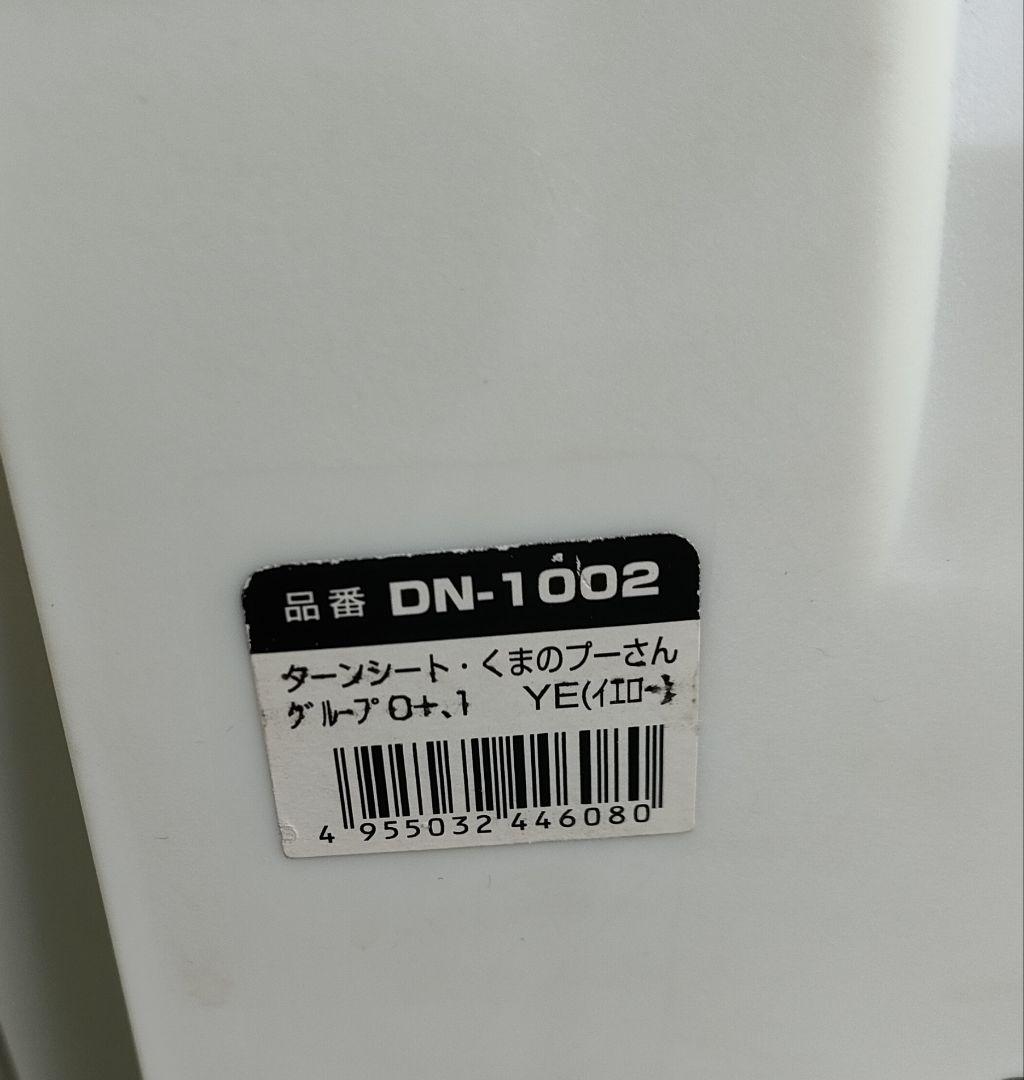 品番 DN-1002
ターンシート・くまのプーさん
グループ0+、1 YE(イエロー)
4 955032 446080